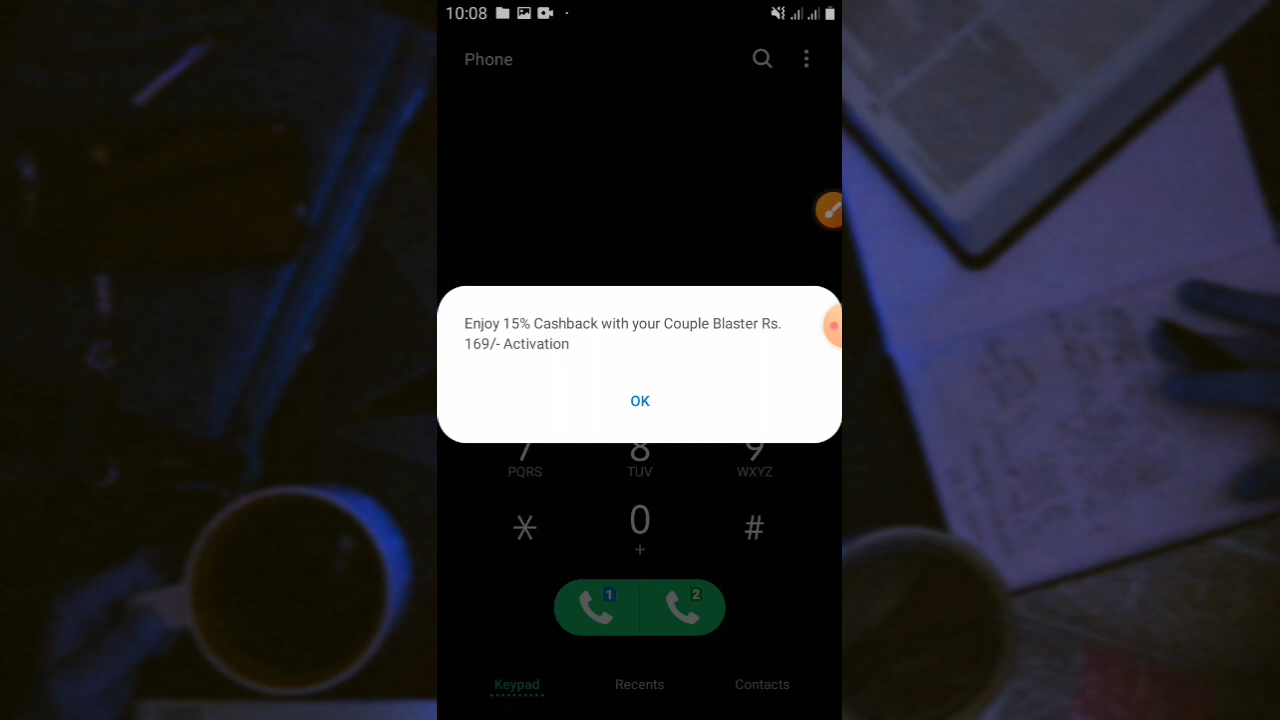 10:08
Phone
Enjoy 15% Cashback with your Couple Blaster Rs.
169/- Activation
OK
7 8 9
PQRS TUV WXYZ
* 0 #
+
1 2
Keypad Recents Contacts